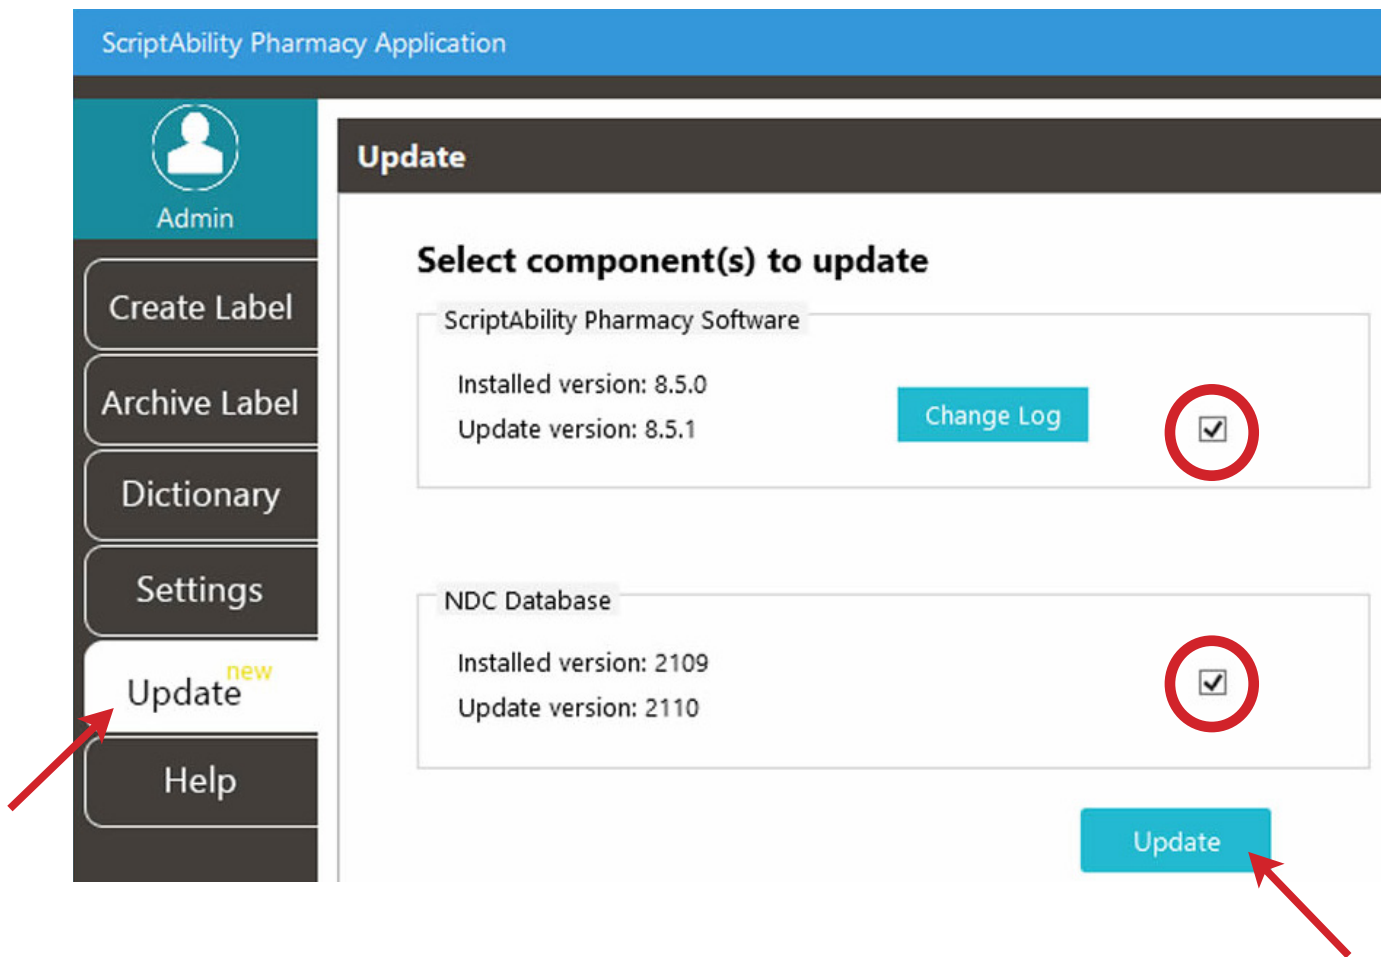 ScriptAbility Pharmacy Application
Admin
Create Label
Archive Label
Dictionary
Settings
Update new
Help
Update
Select component(s) to update
ScriptAbility Pharmacy Software
Installed version: 8.5.0
Update version: 8.5.1
Change Log
NDC Database
Installed version: 2109
Update version: 2110
Update